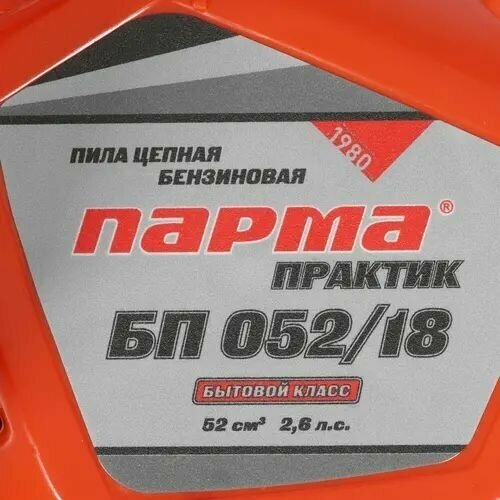 1980
ПИЛА ЦЕПНАЯ
БЕНЗИНОВАЯ
ПАРМА®
ПРАКТИК
БП 052/18
БЫТОВОЙ КЛАСС
52 см³ 2,6 л.с.